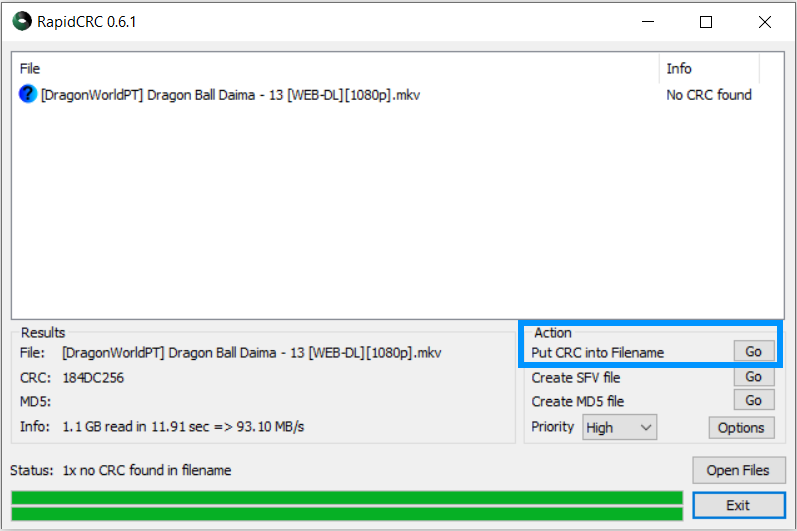 RapidCRC 0.6.1
File Info
? [DragonWorldPT] Dragon Ball Daima - 13 [WEB-DL][1080p].mkv No CRC found
Results
File: [DragonWorldPT] Dragon Ball Daima - 13 [WEB-DL][1080p].mkv
CRC: 184DC256
MD5:
Info: 1.1 GB read in 11.91 sec => 93.10 MB/s
Action
Put CRC into Filename Go
Create SFV file Go
Create MD5 file Go
Priority High Options
Status: 1x no CRC found in filename
Open Files
Exit